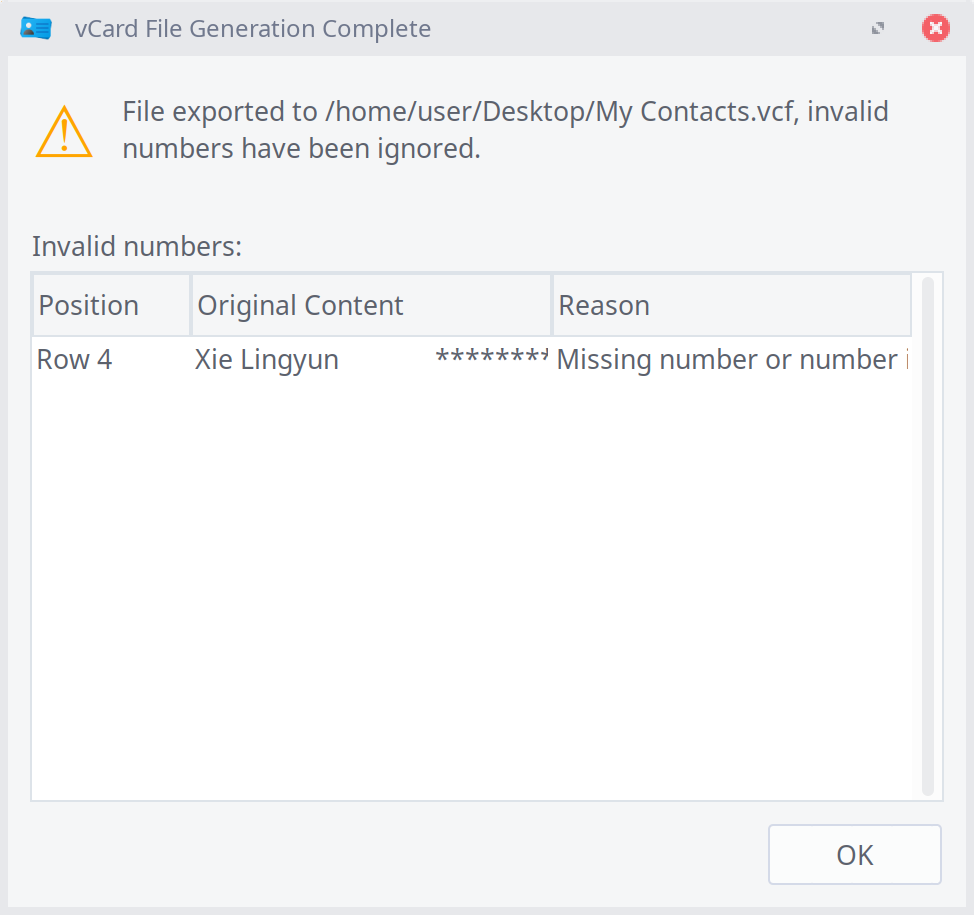 vCard File Generation Complete
File exported to /home/user/Desktop/My Contacts.vcf, invalid
numbers have been ignored.
Invalid numbers:
Position Original Content Reason
Row 4 Xie Lingyun ******** Missing number or number
OK